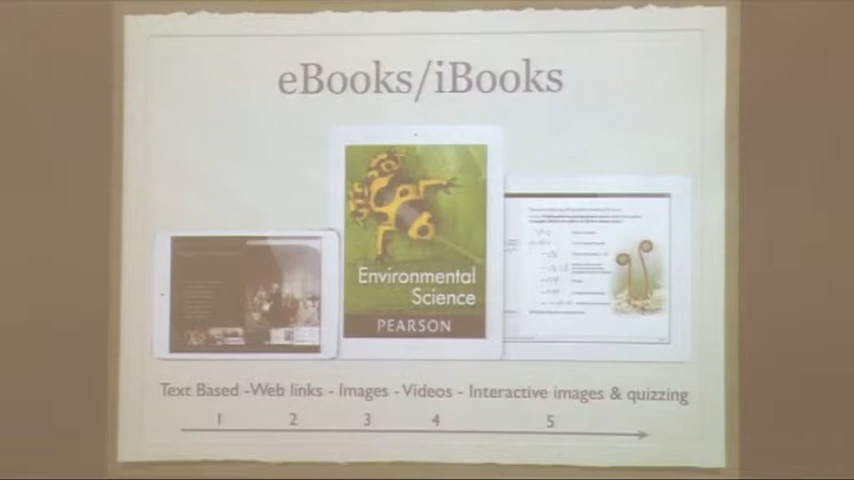 eBooks/iBooks
Environmental
Science
PEARSON
Text Based -Web links - Images - Videos - Interactive images & quizzing
1 2 3 4 5